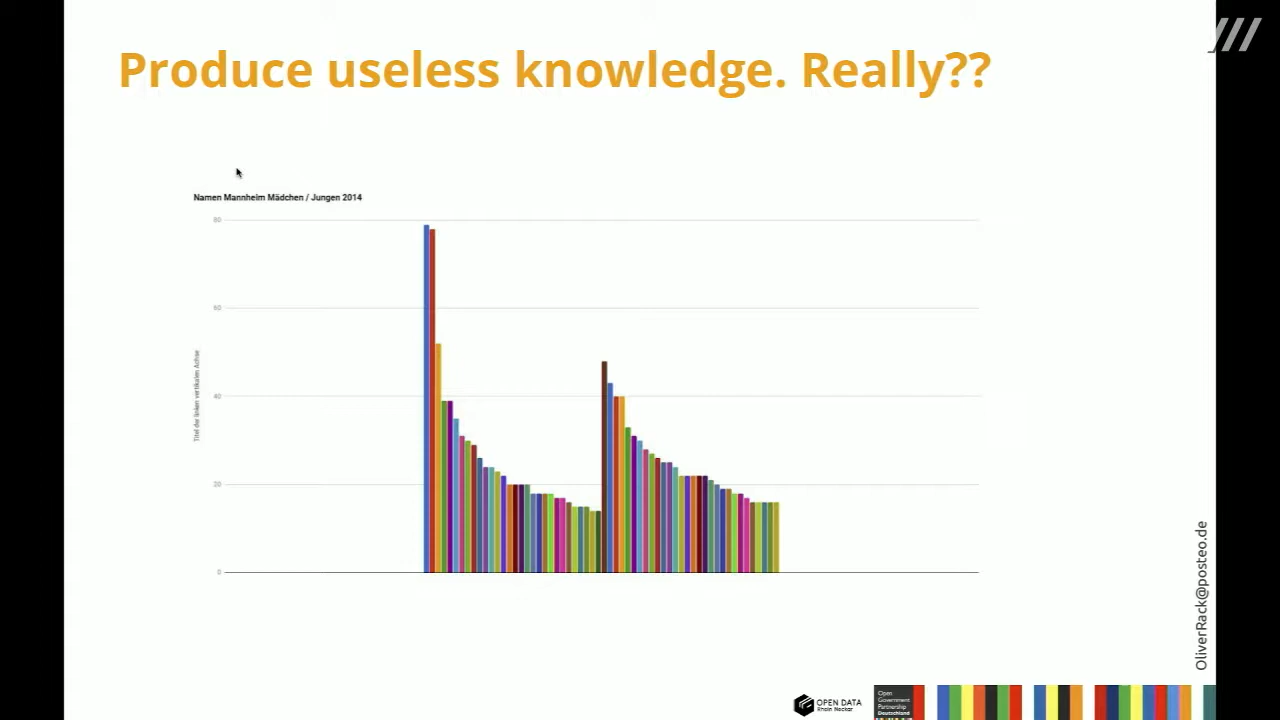 Produce useless knowledge. Really??
Namen Mannheim Mädchen / Jungen 2014
80
60
40
20
0
Titel der linken vertikalen Achse
OliverRack@posteo.de
OPEN DATA
Rhein Neckar
Open
Government
Partnership
Deutschland